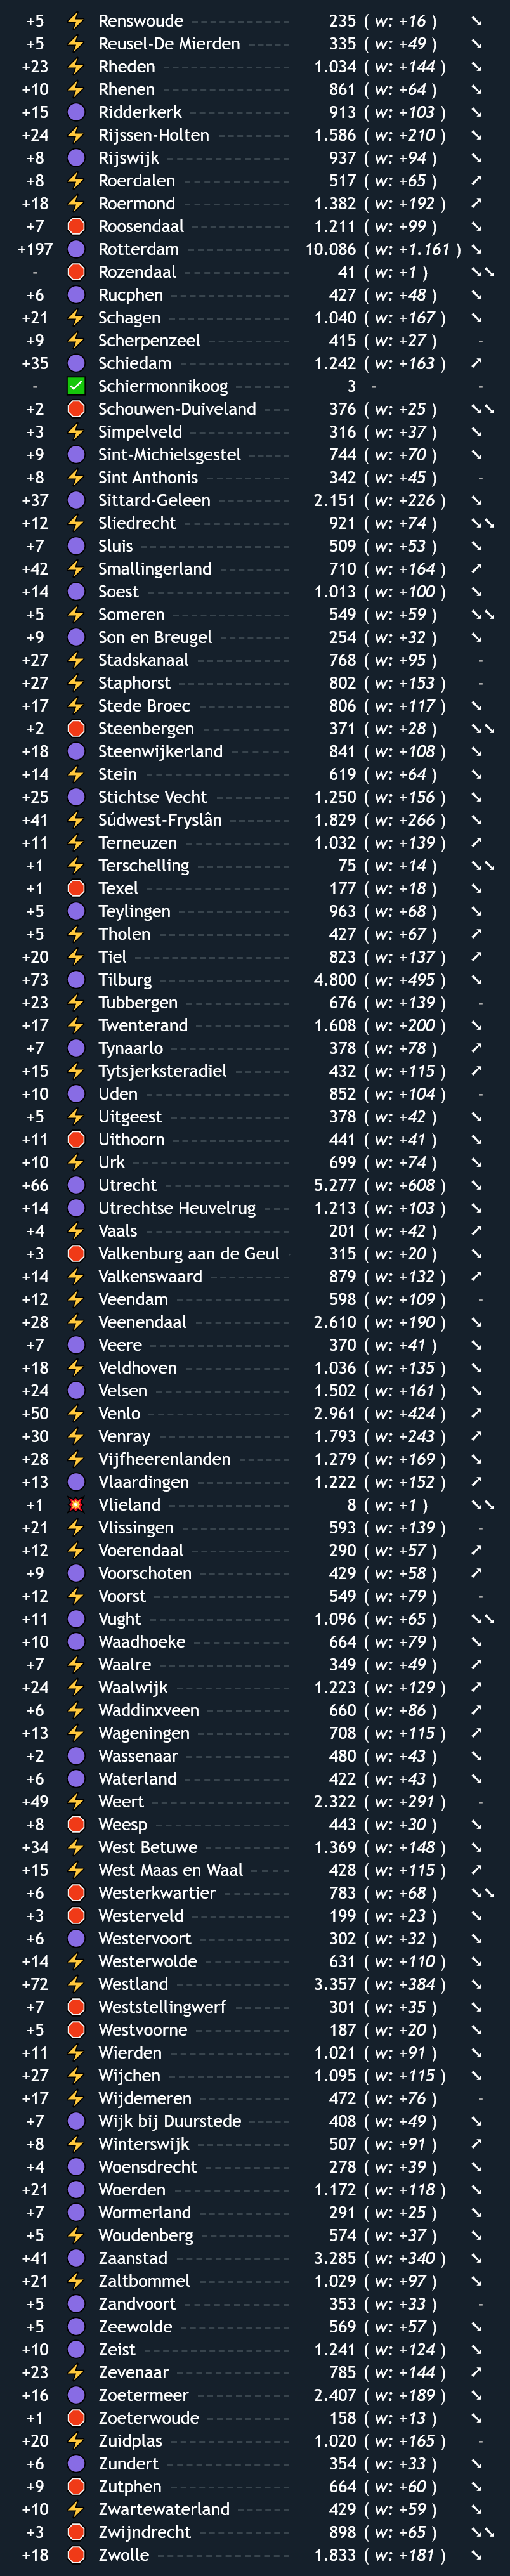 +5 ⚡ Renswoude 235 ( w: +16 ) ↘
+5 ⚡ Reusel-De Mierden 335 ( w: +49 ) ↘
+23 ⚡ Rheden 1.034 ( w: +144 ) ↘
+10 ⚡ Rhenen 861 ( w: +64 ) ↘
+15 🟣 Ridderkerk 913 ( w: +103 ) ↘
+24 ⚡ Rijssen-Holten 1.586 ( w: +210 ) ↘
+8 🟣 Rijswijk 937 ( w: +94 ) ↘
+8 ⚡ Roerdalen 517 ( w: +65 ) ↗
+18 ⚡ Roermond 1.382 ( w: +192 ) ↗
+7 🛑 Roosendaal 1.211 ( w: +99 ) ↘
+197 🟣 Rotterdam 10.086 ( w: +1.161 ) ↘
- 🛑 Rozendaal 41 ( w: +1 ) ↘↘
+6 🟣 Rucphen 427 ( w: +48 ) ↘
+21 ⚡ Schagen 1.040 ( w: +167 ) ↘
+9 ⚡ Scherpenzeel 415 ( w: +27 ) -
+35 🟣 Schiedam 1.242 ( w: +163 ) ↗
- ✅ Schiermonnikoog 3 - -
+2 🛑 Schouwen-Duiveland 376 ( w: +25 ) ↘↘
+3 ⚡ Simpelveld 316 ( w: +37 ) ↘
+9 🟣 Sint-Michielsgestel 744 ( w: +70 ) ↘
+8 ⚡ Sint Anthonis 342 ( w: +45 ) -
+37 🟣 Sittard-Geleen 2.151 ( w: +226 ) ↘
+12 ⚡ Sliedrecht 921 ( w: +74 ) ↘↘
+7 🟣 Sluis 509 ( w: +53 ) ↘
+42 ⚡ Smallingerland 710 ( w: +164 ) ↗
+14 🟣 Soest 1.013 ( w: +100 ) ↘
+5 ⚡ Someren 549 ( w: +59 ) ↘↘
+9 🟣 Son en Breugel 254 ( w: +32 ) ↘
+27 ⚡ Stadskanaal 768 ( w: +95 ) -
+27 ⚡ Staphorst 802 ( w: +153 ) -
+17 ⚡ Stede Broec 806 ( w: +117 ) ↘
+2 🛑 Steenbergen 371 ( w: +28 ) ↘↘
+18 🟣 Steenwijkerland 841 ( w: +108 ) ↘
+14 ⚡ Stein 619 ( w: +64 ) ↘
+25 🟣 Stichtse Vecht 1.250 ( w: +156 ) ↘
+41 ⚡ Súdwest-Fryslân 1.829 ( w: +266 ) ↘
+11 ⚡ Terneuzen 1.032 ( w: +139 ) ↗
+1 ⚡ Terschelling 75 ( w: +14 ) ↘↘
+1 🛑 Texel 177 ( w: +18 ) ↘
+5 🟣 Teylingen 963 ( w: +68 ) ↘
+5 ⚡ Tholen 427 ( w: +67 ) ↗
+20 ⚡ Tiel 823 ( w: +137 ) ↗
+73 🟣 Tilburg 4.800 ( w: +495 ) ↘
+23 ⚡ Tubbergen 676 ( w: +139 ) -
+17 ⚡ Twenterand 1.608 ( w: +200 ) ↘
+7 🟣 Tynaarlo 378 ( w: +78 ) ↗
+15 ⚡ Tytsjerksteradiel 432 ( w: +115 ) ↗
+10 🟣 Uden 852 ( w: +104 ) -
+5 ⚡ Uitgeest 378 ( w: +42 ) ↘
+11 🛑 Uithoorn 441 ( w: +41 ) ↘
+10 ⚡ Urk 699 ( w: +74 ) ↘
+66 🟣 Utrecht 5.277 ( w: +608 ) ↘
+14 🟣 Utrechtse Heuvelrug 1.213 ( w: +103 ) ↘
+4 ⚡ Vaals 201 ( w: +42 ) ↗
+3 🛑 Valkenburg aan de Geul 315 ( w: +20 ) ↘
+14 ⚡ Valkenswaard 879 ( w: +132 ) ↗
+12 ⚡ Veendam 598 ( w: +109 ) -
+28 ⚡ Veenendaal 2.610 ( w: +190 ) ↘
+7 🟣 Veere 370 ( w: +41 ) ↘
+18 ⚡ Veldhoven 1.036 ( w: +135 ) ↘
+24 🟣 Velsen 1.502 ( w: +161 ) ↘
+50 ⚡ Venlo 2.961 ( w: +424 ) ↗
+30 ⚡ Venray 1.793 ( w: +243 ) ↗
+28 ⚡ Vijfheerenlanden 1.279 ( w: +169 ) ↘
+13 🟣 Vlaardingen 1.222 ( w: +152 ) ↗
+1 💥 Vlieland 8 ( w: +1 ) ↘↘
+21 ⚡ Vlissingen 593 ( w: +139 ) -
+12 ⚡ Voerendaal 290 ( w: +57 ) ↗
+9 🟣 Voorschoten 429 ( w: +58 ) ↗
+12 ⚡ Voorst 549 ( w: +79 ) -
+11 🟣 Vught 1.096 ( w: +65 ) ↘↘
+10 🟣 Waadhoeke 664 ( w: +79 ) ↘
+7 ⚡ Waalre 349 ( w: +49 ) ↗
+24 ⚡ Waalwijk 1.223 ( w: +129 ) ↗
+6 ⚡ Waddinxveen 660 ( w: +86 ) ↗
+13 ⚡ Wageningen 708 ( w: +115 ) ↗
+2 🟣 Wassenaar 480 ( w: +43 ) ↘
+6 🟣 Waterland 422 ( w: +43 ) ↘
+49 ⚡ Weert 2.322 ( w: +291 ) -
+8 🛑 Weesp 443 ( w: +30 ) ↘
+34 ⚡ West Betuwe 1.369 ( w: +148 ) ↘
+15 ⚡ West Maas en Waal 428 ( w: +115 ) ↗
+6 🛑 Westerkwartier 783 ( w: +68 ) ↘↘
+3 🛑 Westerveld 199 ( w: +23 ) ↘
+6 🟣 Westervoort 302 ( w: +32 ) ↘
+14 ⚡ Westerwolde 631 ( w: +110 ) ↘
+72 ⚡ Westland 3.357 ( w: +384 ) ↘
+7 🛑 Weststellingwerf 301 ( w: +35 ) ↘
+5 🛑 Westvoorne 187 ( w: +20 ) ↘
+11 ⚡ Wierden 1.021 ( w: +91 ) ↘
+27 ⚡ Wijchen 1.095 ( w: +115 ) ↘
+17 ⚡ Wijdemeren 472 ( w: +76 ) -
+7 🟣 Wijk bij Duurstede 408 ( w: +49 ) ↘
+8 ⚡ Winterswijk 507 ( w: +91 ) ↗
+4 🟣 Woensdrecht 278 ( w: +39 ) ↘
+21 🟣 Woerden 1.172 ( w: +118 ) ↘
+7 🟣 Wormerland 291 ( w: +25 ) ↘
+5 ⚡ Woudenberg 574 ( w: +37 ) ↘
+41 🟣 Zaanstad 3.285 ( w: +340 ) ↘
+21 ⚡ Zaltbommel 1.029 ( w: +97 ) ↘
+5 🟣 Zandvoort 353 ( w: +33 ) -
+5 🟣 Zeewolde 569 ( w: +57 ) ↘
+10 🟣 Zeist 1.241 ( w: +124 ) ↘
+23 ⚡ Zevenaar 785 ( w: +144 ) ↗
+16 🟣 Zoetermeer 2.407 ( w: +189 ) ↘
+1 🛑 Zoeterwoude 158 ( w: +13 ) ↘
+20 ⚡ Zuidplas 1.020 ( w: +165 ) -
+6 🟣 Zundert 354 ( w: +33 ) ↘
+9 🛑 Zutphen 664 ( w: +60 ) ↘
+10 ⚡ Zwartewaterland 429 ( w: +59 ) ↘
+3 🛑 Zwijndrecht 898 ( w: +65 ) ↘↘
+18 🛑 Zwolle 1.833 ( w: +181 ) ↘